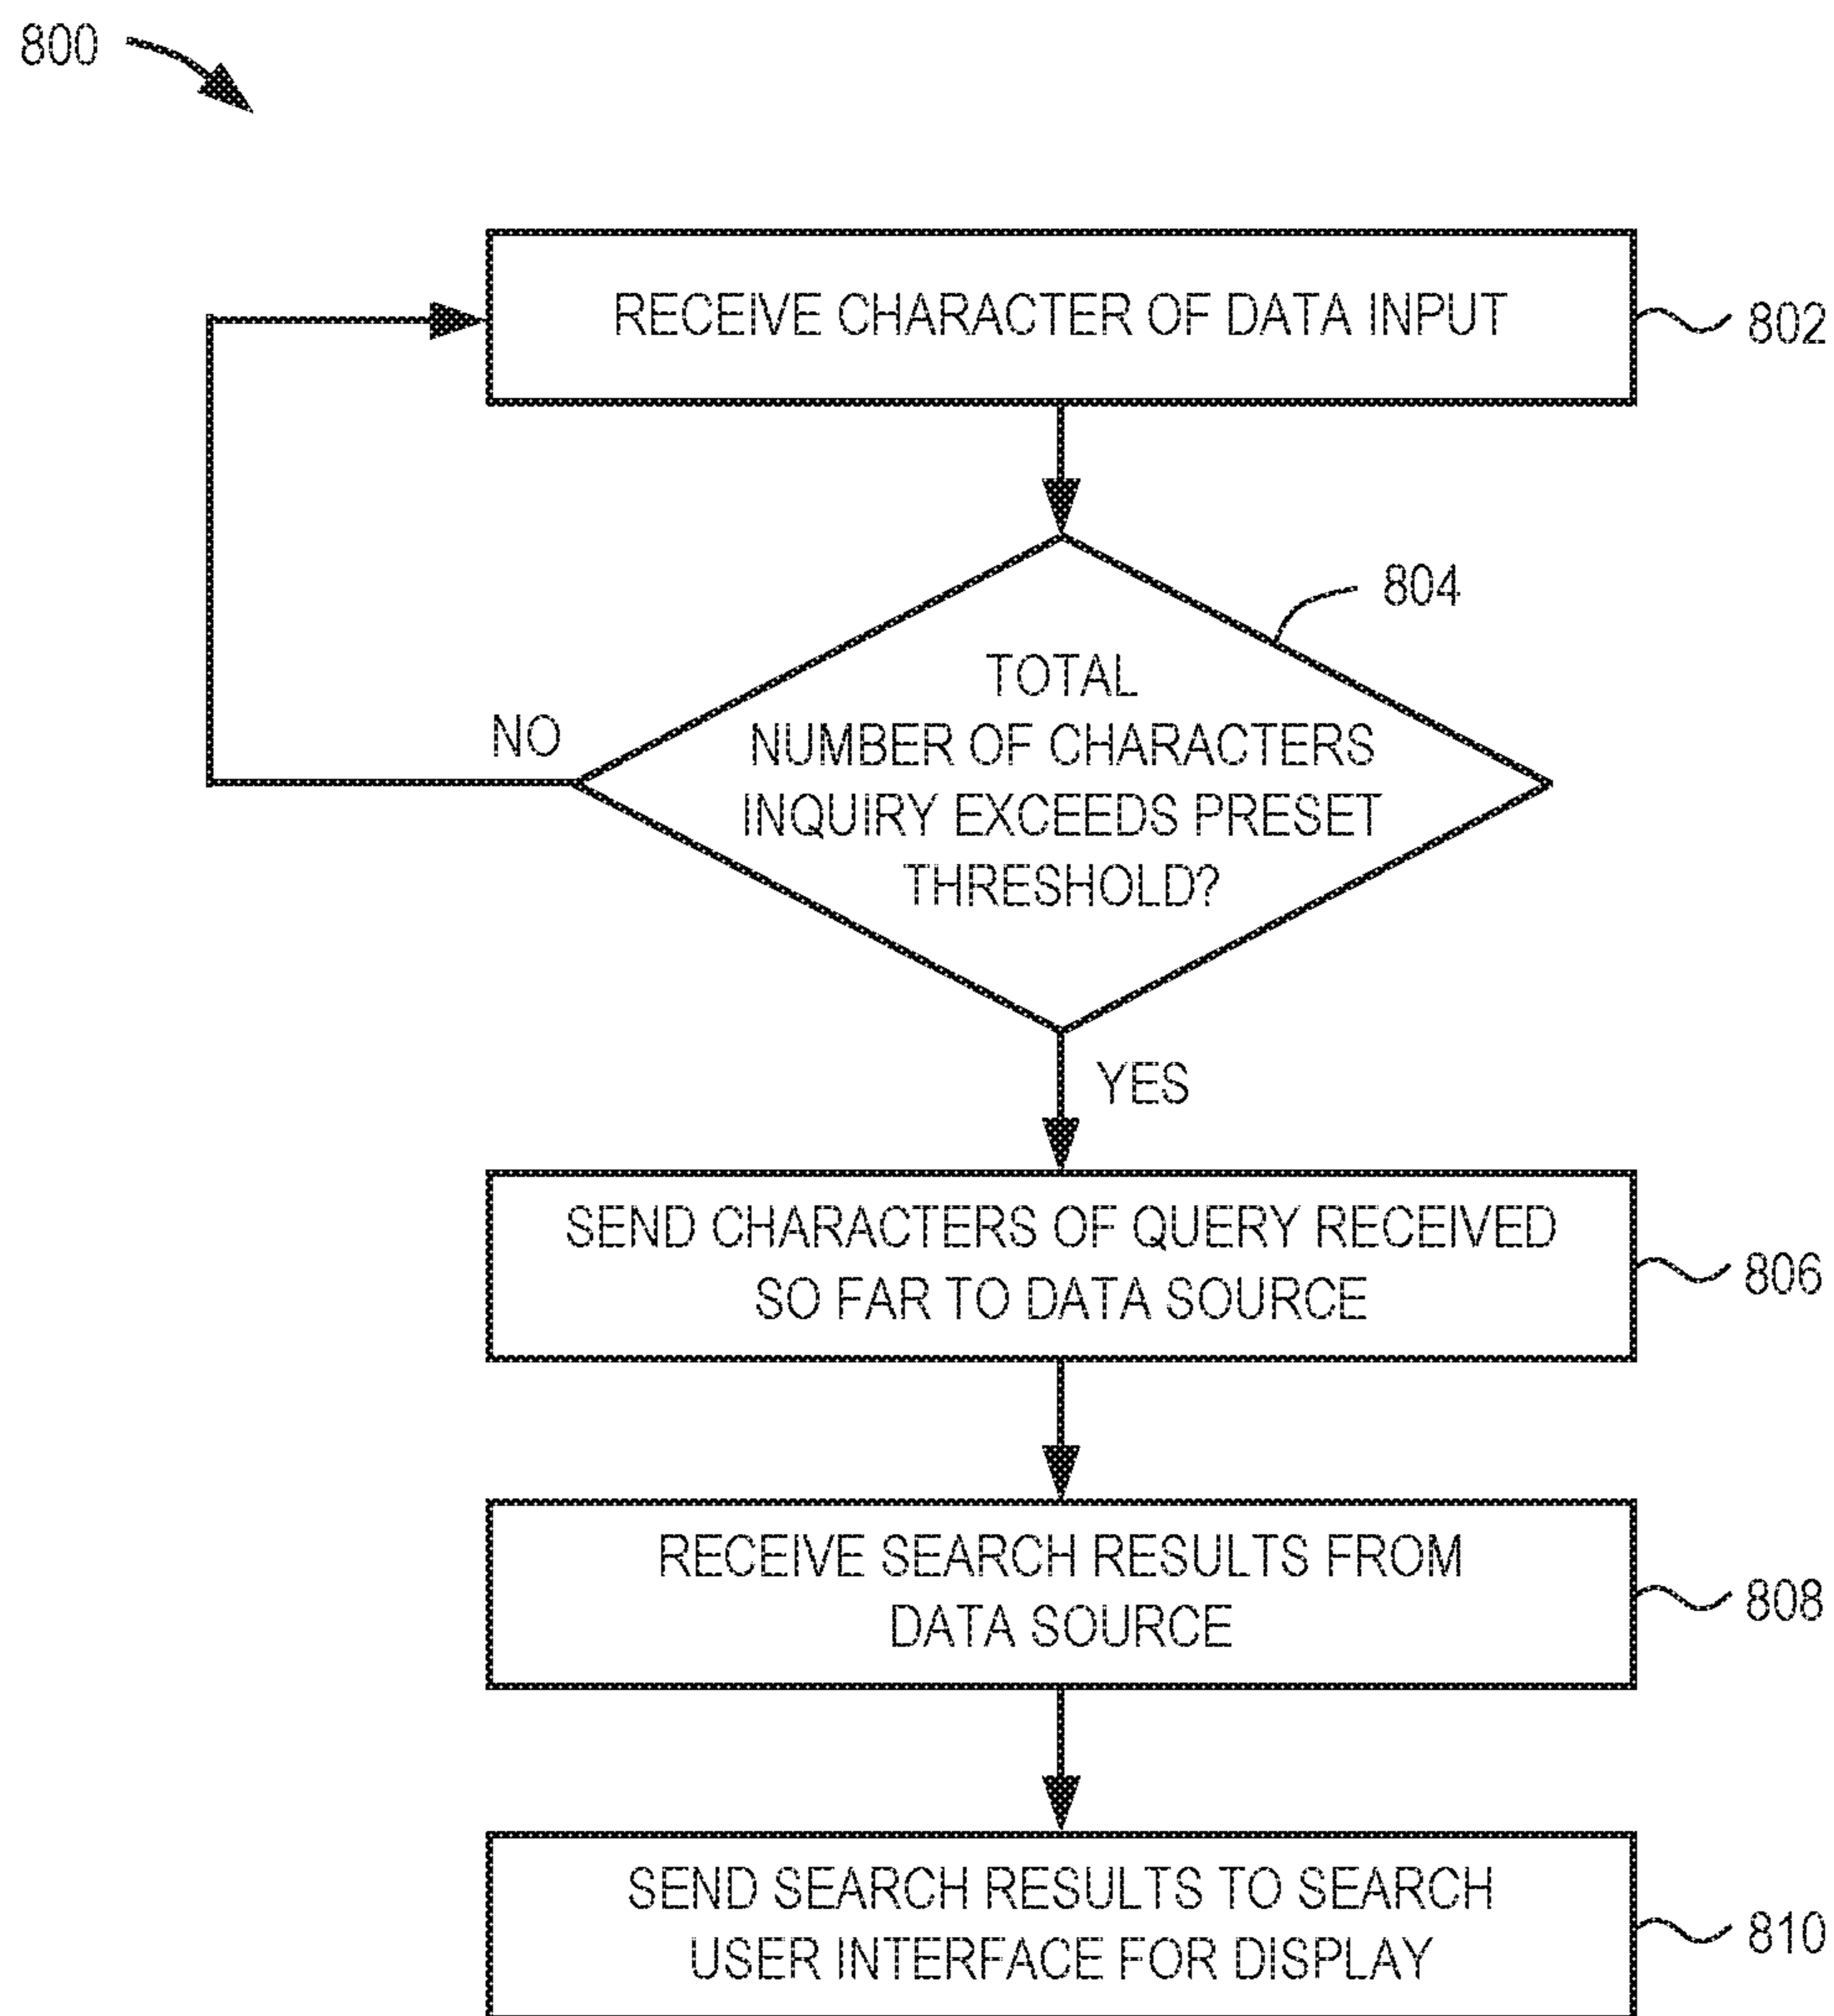 800
RECEIVE CHARACTER OF DATA INPUT
802
804
TOTAL
NUMBER OF CHARACTERS
INQUIRY EXCEEDS PRESET
THRESHOLD?
NO
YES
SEND CHARACTERS OF QUERY RECEIVED
SO FAR TO DATA SOURCE
806
RECEIVE SEARCH RESULTS FROM
DATA SOURCE
808
SEND SEARCH RESULTS TO SEARCH
USER INTERFACE FOR DISPLAY
810